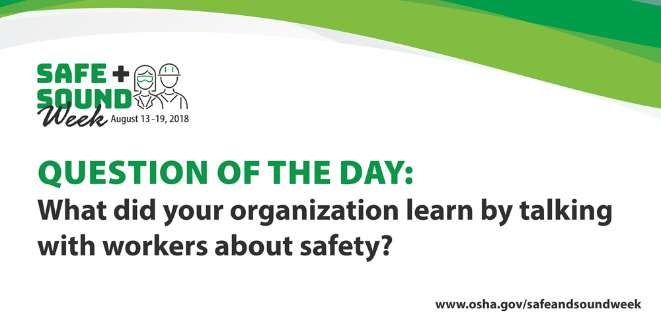 SAFE +
SOUND
Week August 13-19, 2018
QUESTION OF THE DAY:
What did your organization learn by talking
with workers about safety?
www.osha.gov/safeandsoundweek